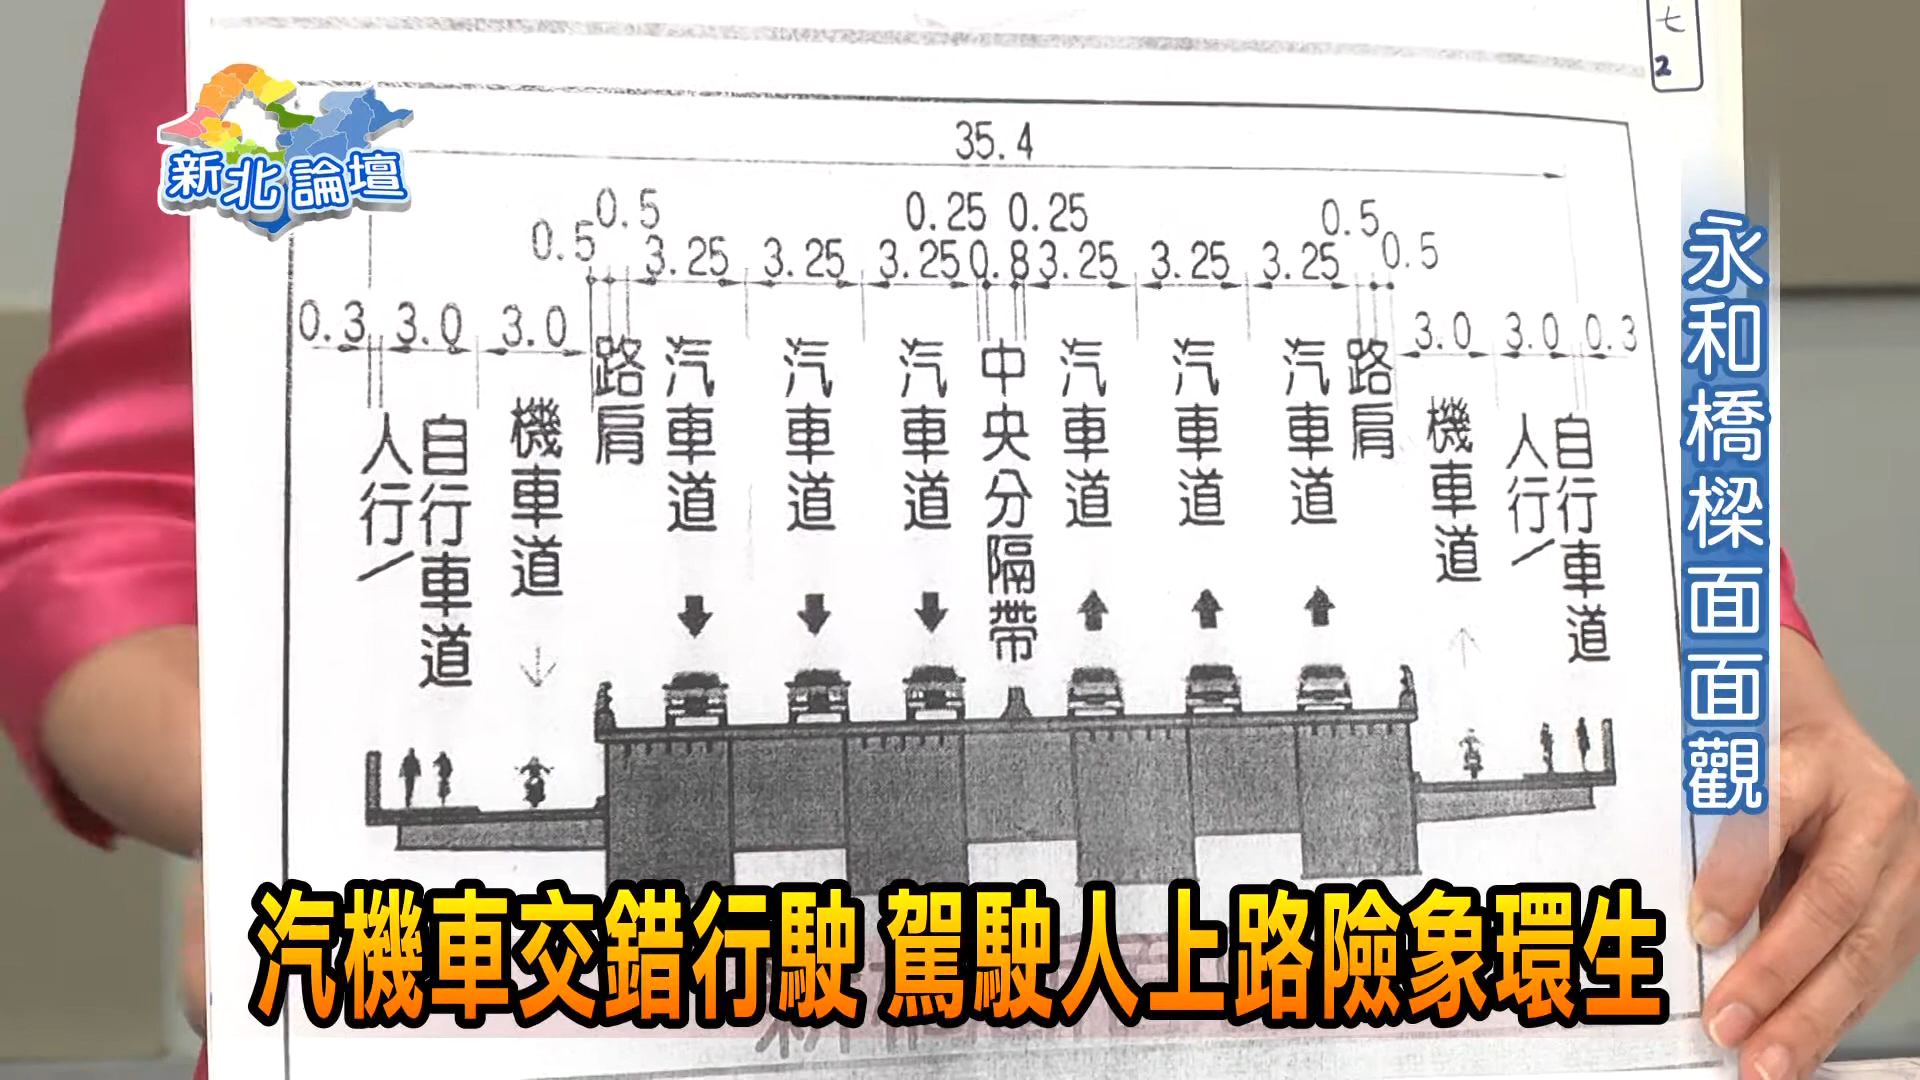 七
2
新北論壇
35.4
0.5 0.25 0.25 0.5
0.5 3.25 3.25 3.25 0.8 3.25 3.25 3.25 0.5
0.3 3.0 3.0 3.0 3.0 0.3
人行/
自行車道
機車道
路肩
汽車道
汽車道
汽車道
中央分隔帶
汽車道
汽車道
汽車道
路肩
機車道
人行/
自行車道
永和橋樑面面觀
汽機車交錯行駛 駕駛人上路險象環生